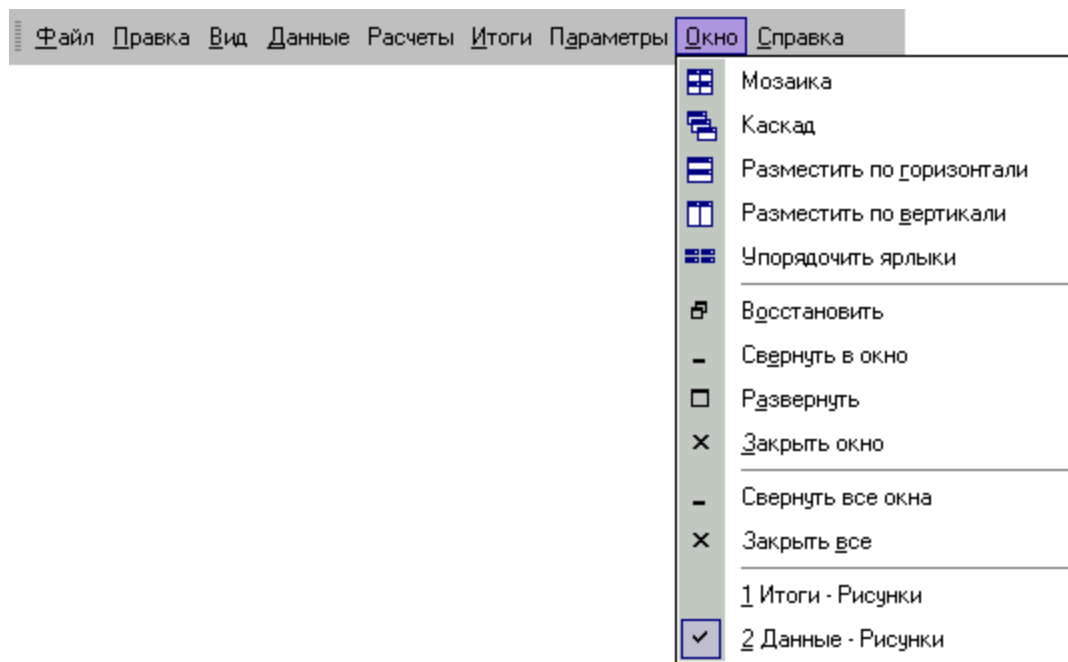 Файл Правка Вид Данные Расчеты Итоги Параметры Окно Справка
Мозаика
Каскад
Разместить по горизонтали
Разместить по вертикали
Упорядочить ярлыки
Восстановить
Свернуть в окно
Развернуть
Закрыть окно
Свернуть все окна
Закрыть все
1 Итоги - Рисунки
2 Данные - Рисунки